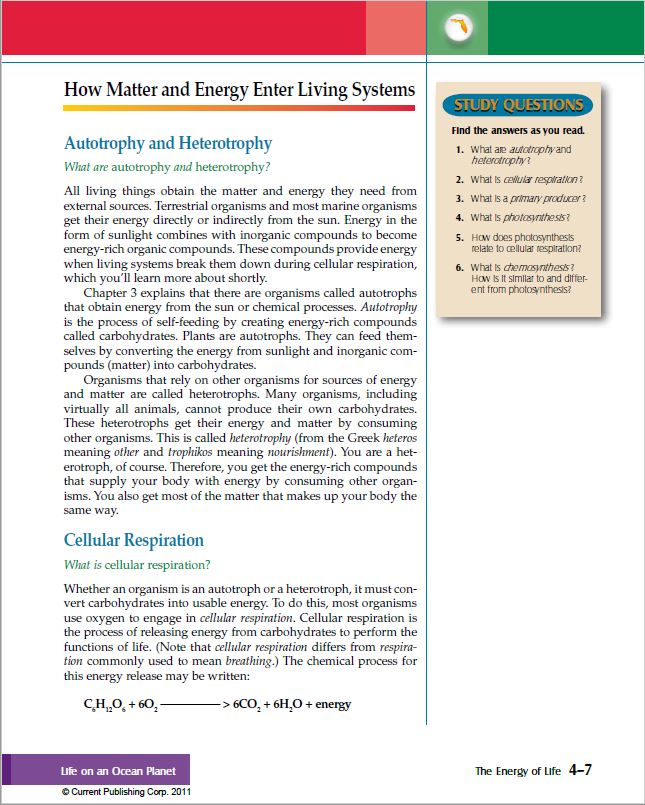 How Matter and Energy Enter Living Systems
Autotrophy and Heterotrophy
What are autotrophy and heterotrophy?
All living things obtain the matter and energy they need from
external sources. Terrestrial organisms and most marine organisms
get their energy directly or indirectly from the sun. Energy in the
form of sunlight combines with inorganic compounds to become
energy-rich organic compounds. These compounds provide energy
when living systems break them down during cellular respiration,
which you'll learn more about shortly.
Chapter 3 explains that there are organisms called autotrophs
that obtain energy from the sun or chemical processes. Autotrophy
is the process of self-feeding by creating energy-rich compounds
called carbohydrates. Plants are autotrophs. They can feed them-
selves by converting the energy from sunlight and inorganic com-
pounds (matter) into carbohydrates.
Organisms that rely on other organisms for sources of energy
and matter are called heterotrophs. Many organisms, including
virtually all animals, cannot produce their own carbohydrates.
These heterotrophs get their energy and matter by consuming
other organisms. This is called heterotrophy (from the Greek heteros
meaning other and trophikos meaning nourishment). You are a het-
erotroph, of course. Therefore, you get the energy-rich compounds
that supply your body with energy by consuming other organ-
isms. You also get most of the matter that makes up your body the
same way.
Cellular Respiration
What is cellular respiration?
Whether an organism is an autotroph or a heterotroph, it must con-
vert carbohydrates into usable energy. To do this, most organisms
use oxygen to engage in cellular respiration. Cellular respiration is
the process of releasing energy from carbohydrates to perform the
functions of life. (Note that cellular respiration differs from respira-
tion commonly used to mean breathing.) The chemical process for
this energy release may be written:
C₆H₁₂O₆ + 6O₂ ————> 6CO₂ + 6H₂O + energy
STUDY QUESTIONS
Find the answers as you read.
1. What are autotrophy and
heterotrophy?
2. What is cellular respiration?
3. What is a primary producer?
4. What is photosynthesis?
5. How does photosynthesis
relate to cellular respiration?
6. What is chemosynthesis?
How is it similar to and differ-
ent from photosynthesis?
Life on an Ocean Planet
The Energy of Life 4–7
© Current Publishing Corp. 2011